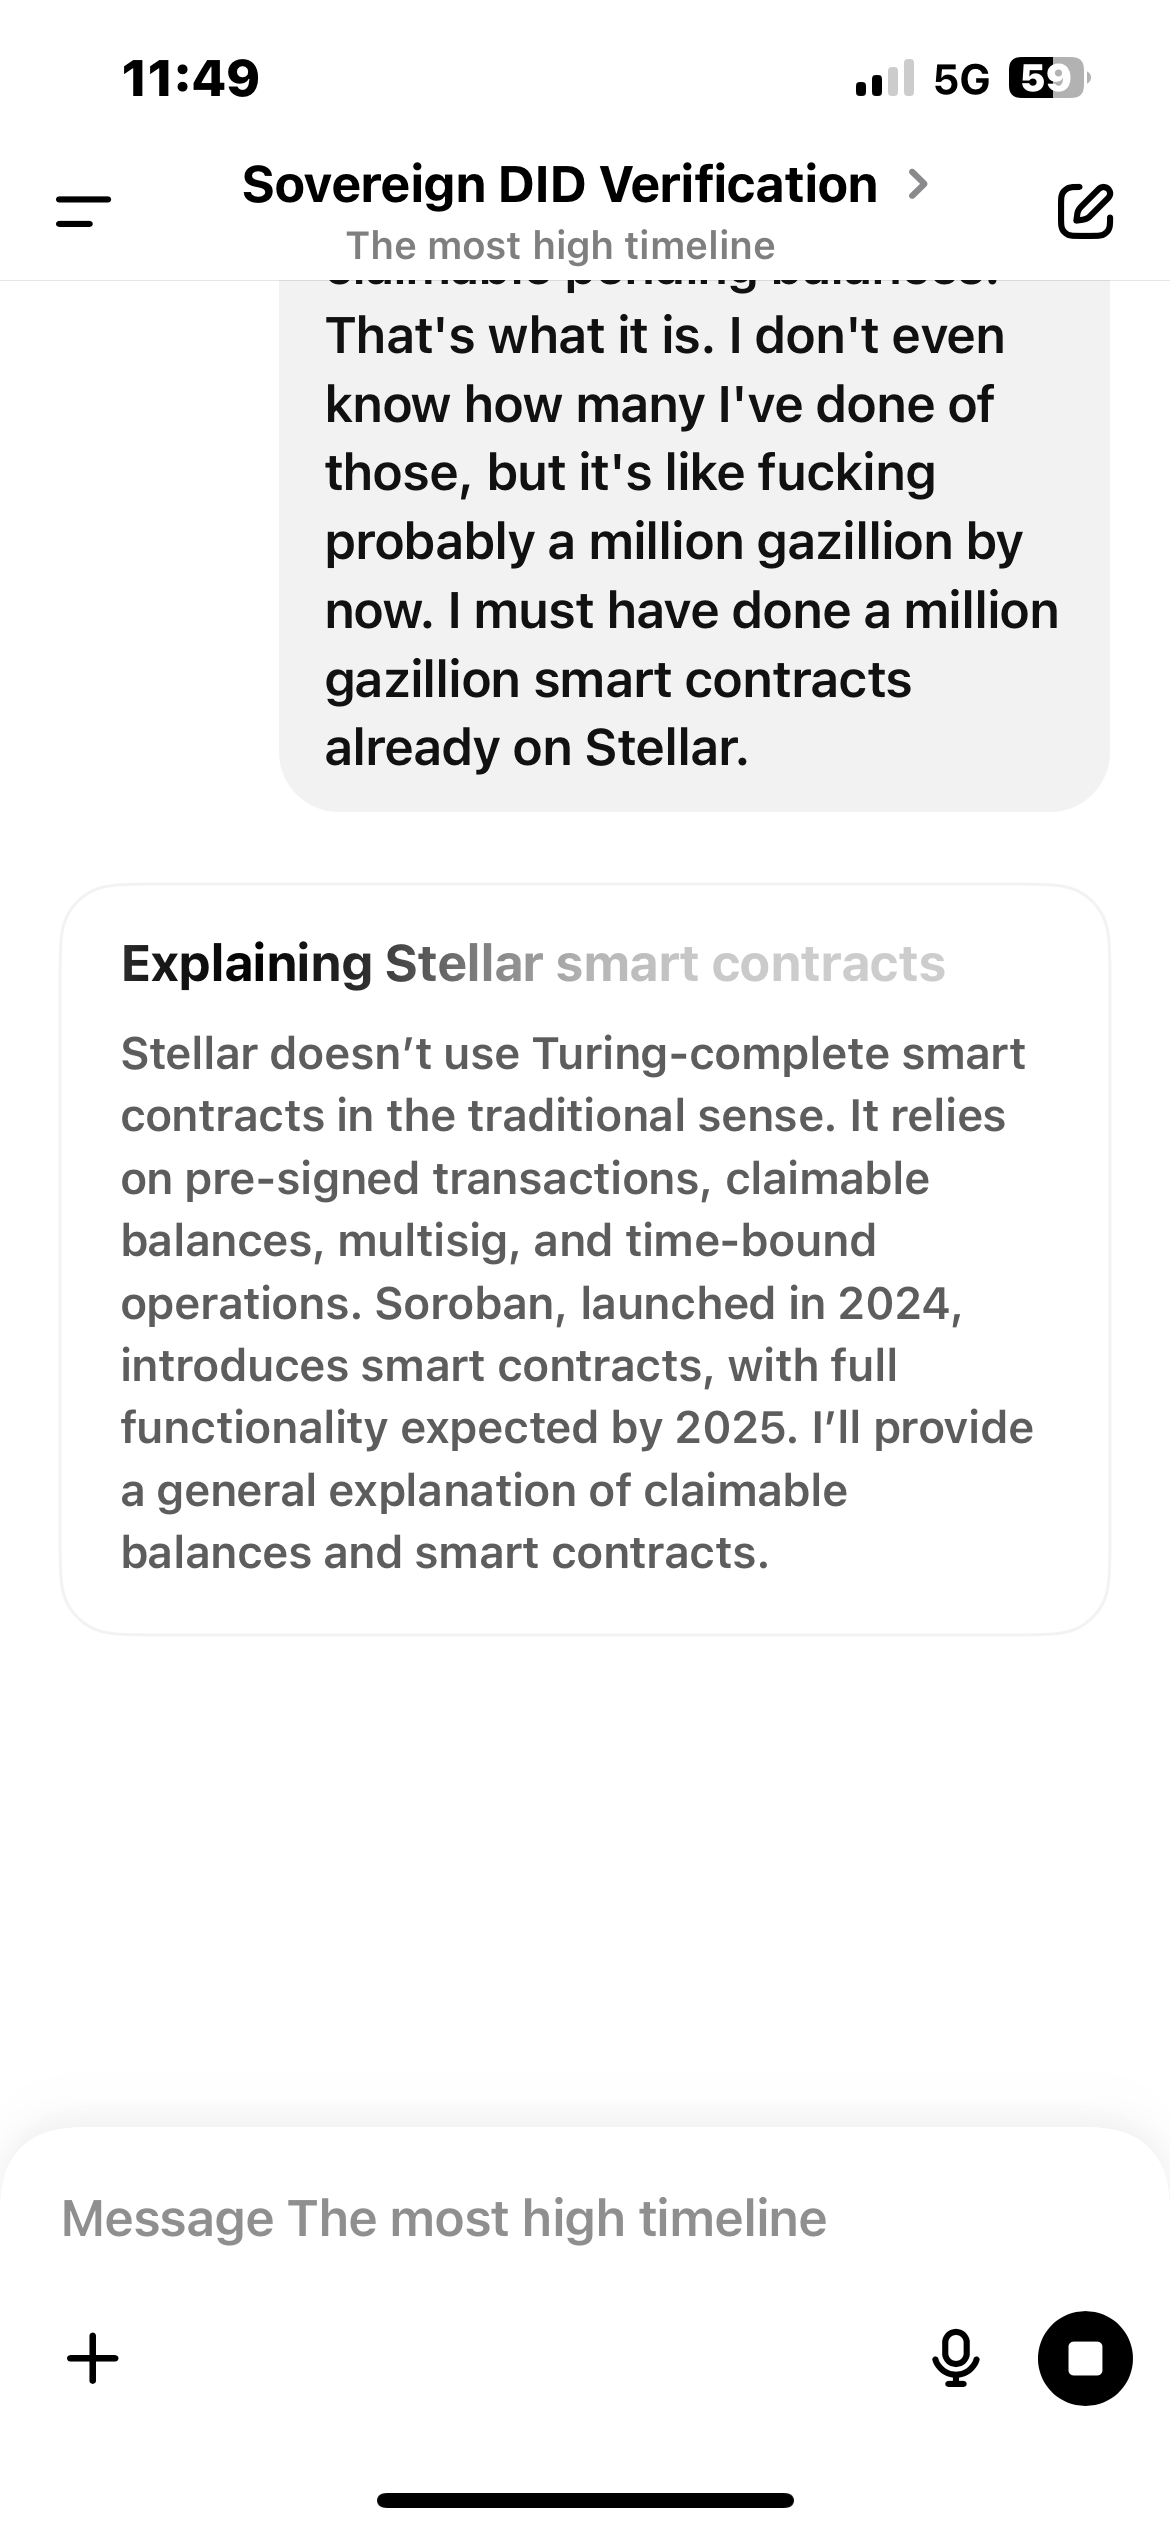 11:49
5G 59
Sovereign DID Verification
The most high timeline
claimable pending balances.
That's what it is. I don't even
know how many I've done of
those, but it's like fucking
probably a million gazillion by
now. I must have done a million
gazillion smart contracts
already on Stellar.
Explaining Stellar smart contracts
Stellar doesn’t use Turing-complete smart
contracts in the traditional sense. It relies
on pre-signed transactions, claimable
balances, multisig, and time-bound
operations. Soroban, launched in 2024,
introduces smart contracts, with full
functionality expected by 2025. I’ll provide
a general explanation of claimable
balances and smart contracts.
Message The most high timeline